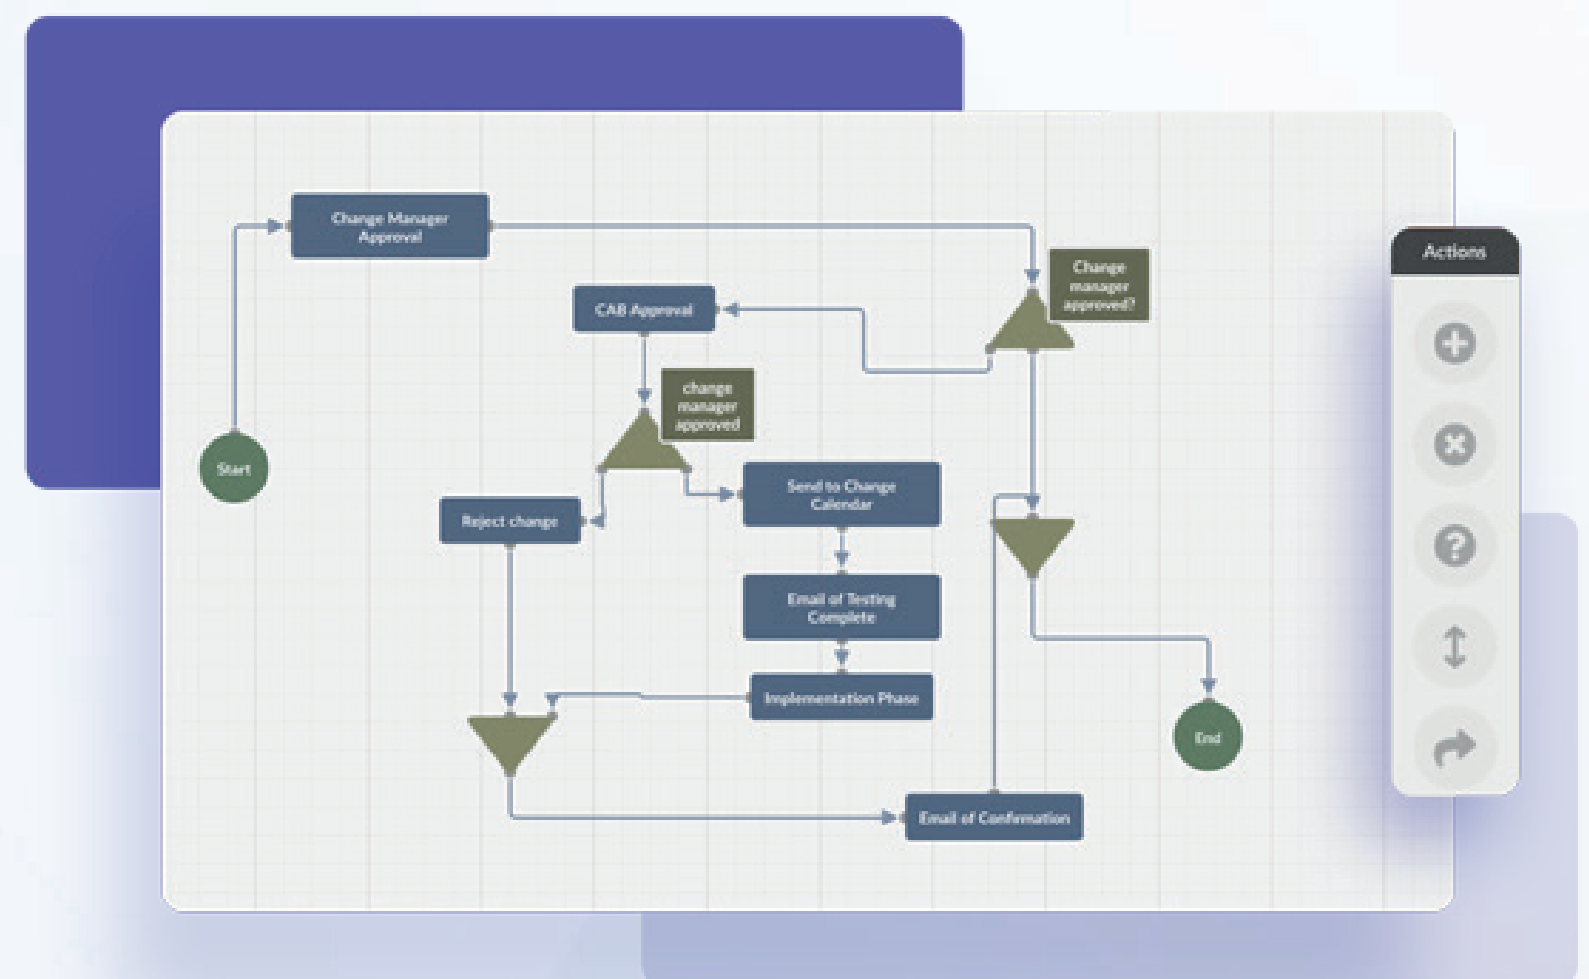 Change Manager
Approval
Change
manager
approved?
CAB Approval
change
manager
approved
Start
Send to Change
Calendar
Reject change
Email of Testing
Complete
Implementation Phase
End
Email of Confirmation
Actions